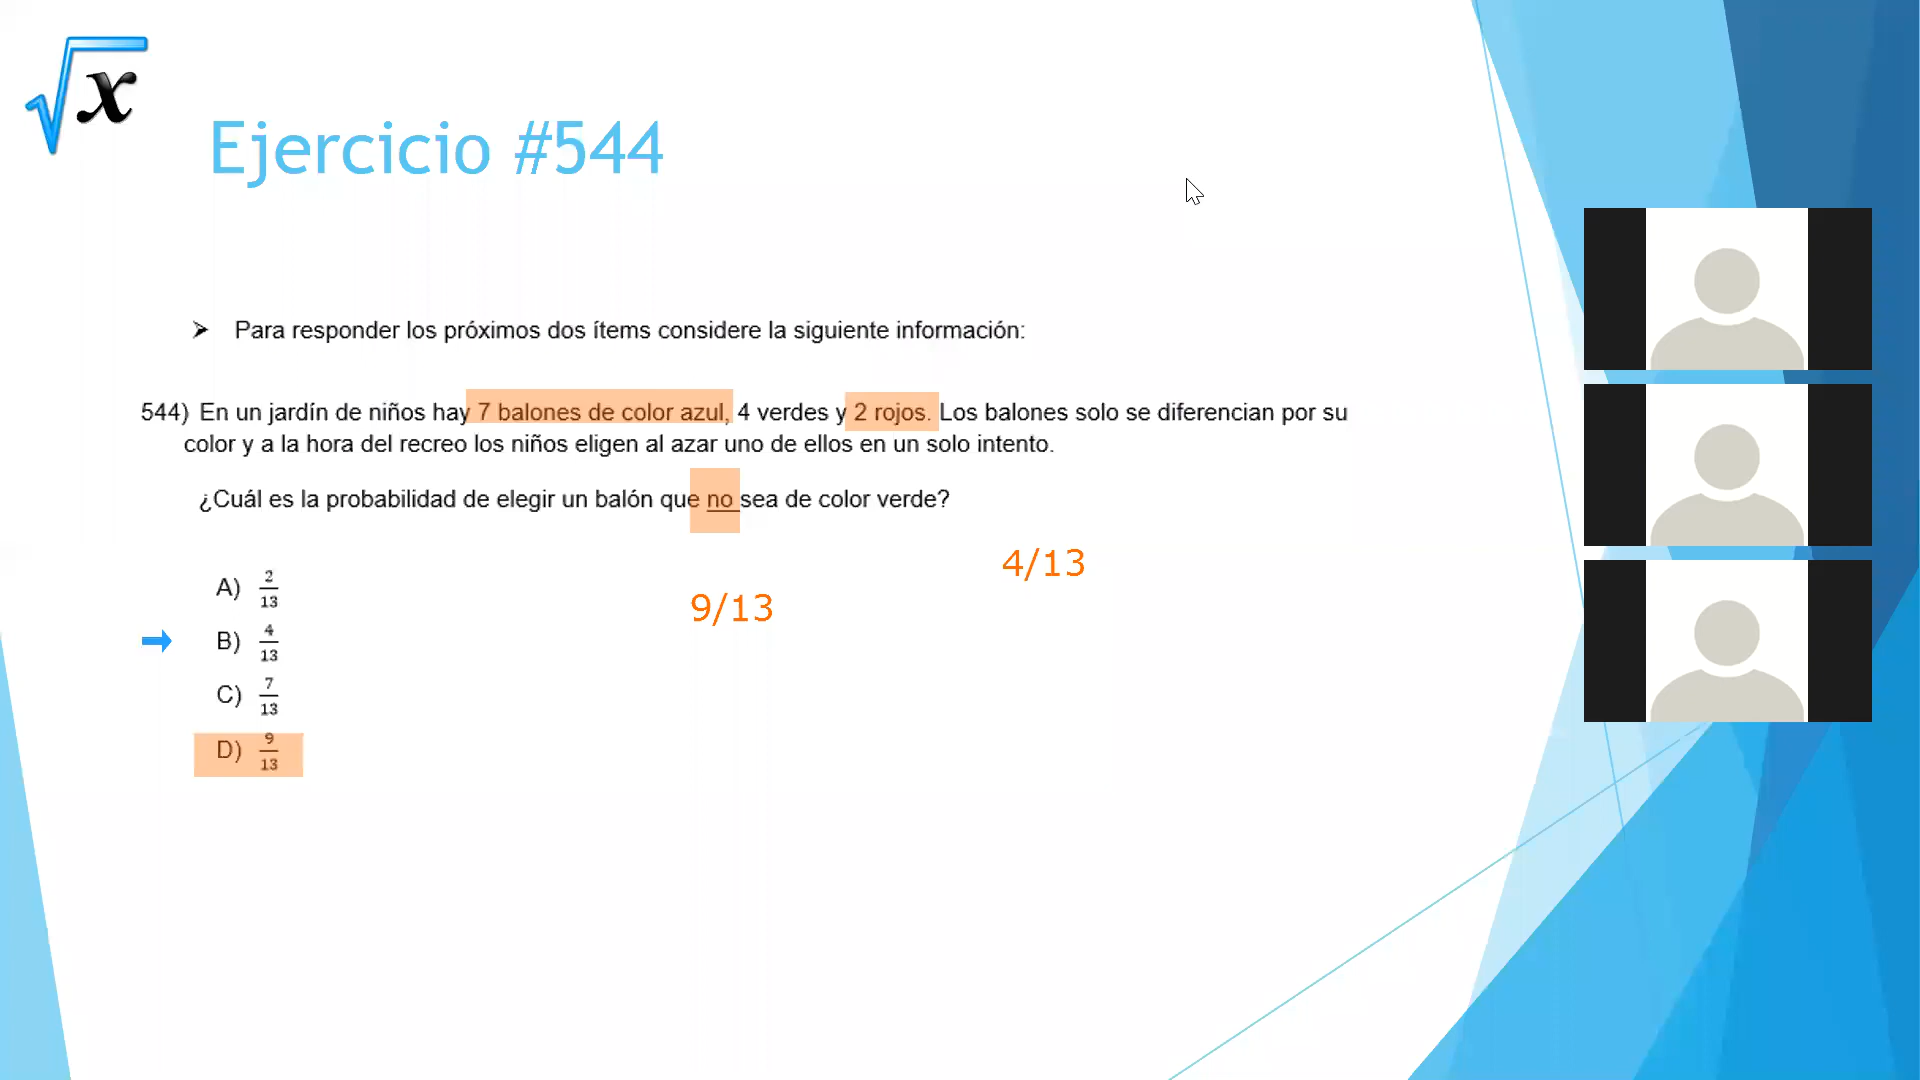 √x
Ejercicio #544
➢ Para responder los próximos dos ítems considere la siguiente información:
544) En un jardín de niños hay 7 balones de color azul, 4 verdes y 2 rojos. Los balones solo se diferencian por su
color y a la hora del recreo los niños eligen al azar uno de ellos en un solo intento.
¿Cuál es la probabilidad de elegir un balón que no sea de color verde?
4/13
A) 2/13
9/13
B) 4/13
C) 7/13
D) 9/13